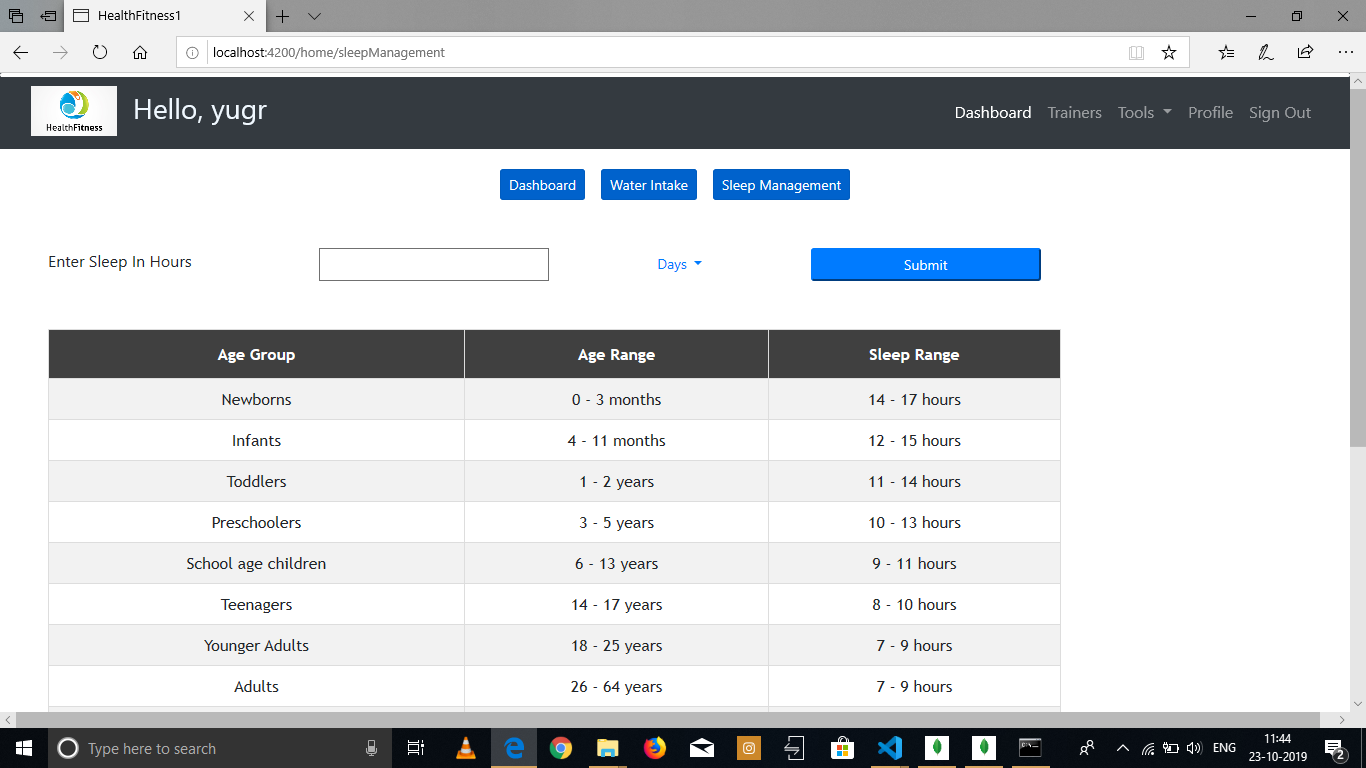 HealthFitness1
localhost:4200/home/sleepManagement
HealthFitness
Hello, yugr
Dashboard Trainers Tools Profile Sign Out
Dashboard Water Intake Sleep Management
Enter Sleep In Hours Days Submit
Age Group Age Range Sleep Range
Newborns 0 - 3 months 14 - 17 hours
Infants 4 - 11 months 12 - 15 hours
Toddlers 1 - 2 years 11 - 14 hours
Preschoolers 3 - 5 years 10 - 13 hours
School age children 6 - 13 years 9 - 11 hours
Teenagers 14 - 17 years 8 - 10 hours
Younger Adults 18 - 25 years 7 - 9 hours
Adults 26 - 64 years 7 - 9 hours
Type here to search
ENG
11:44
23-10-2019
2